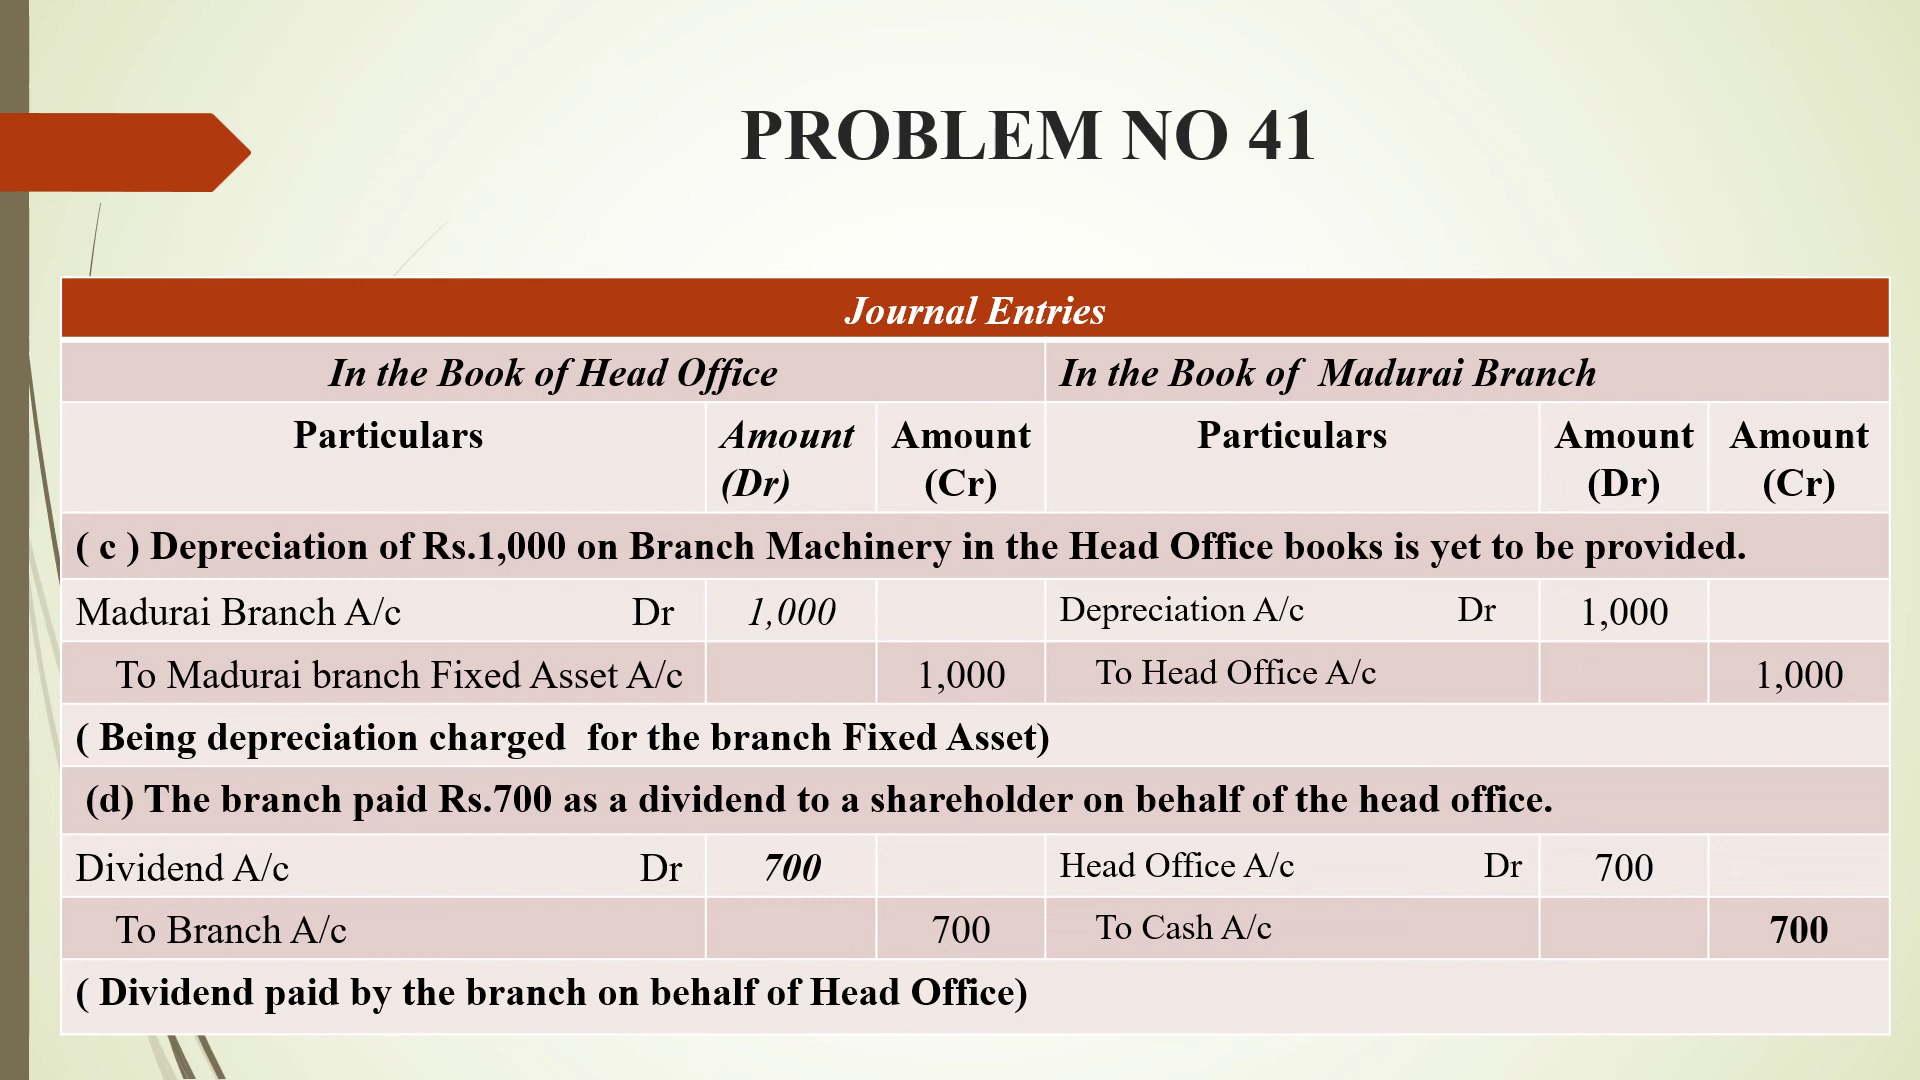 PROBLEM NO 41
Journal Entries
In the Book of Head Office In the Book of Madurai Branch
Particulars Amount (Dr) Amount (Cr) Particulars Amount (Dr) Amount (Cr)
( c ) Depreciation of Rs.1,000 on Branch Machinery in the Head Office books is yet to be provided.
Madurai Branch A/c Dr 1,000 Depreciation A/c Dr 1,000
To Madurai branch Fixed Asset A/c 1,000 To Head Office A/c 1,000
( Being depreciation charged for the branch Fixed Asset)
(d) The branch paid Rs.700 as a dividend to a shareholder on behalf of the head office.
Dividend A/c Dr 700 Head Office A/c Dr 700
To Branch A/c 700 To Cash A/c 700
( Dividend paid by the branch on behalf of Head Office)